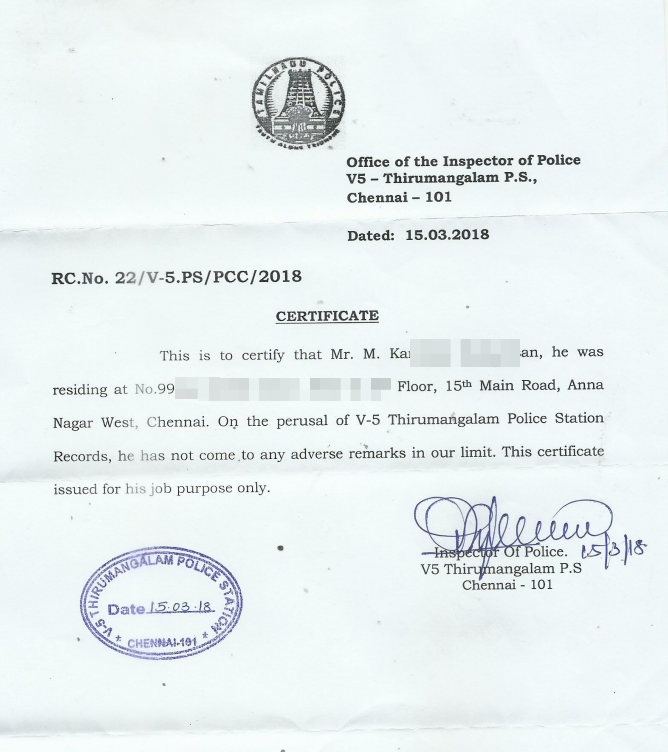 TAMILNADU POLICE
TRUTH ALONE TRIUMPHS
Office of the Inspector of Police
V5 – Thirumangalam P.S.,
Chennai – 101
Dated: 15.03.2018
RC.No. 22/V-5.PS/PCC/2018
CERTIFICATE
This is to certify that Mr. M. Ka an, he was
residing at No.99 Floor, 15th Main Road, Anna
Nagar West, Chennai. On the perusal of V-5 Thirumangalam Police Station
Records, he has not come to any adverse remarks in our limit. This certificate
issued for his job purpose only.
Inspector Of Police. 15/3/18
V5 Thirumangalam P.S
Chennai - 101
V-5 THIRUMANGALAM POLICE STATION
Date 15.03.18
* CHENNAI-101 *